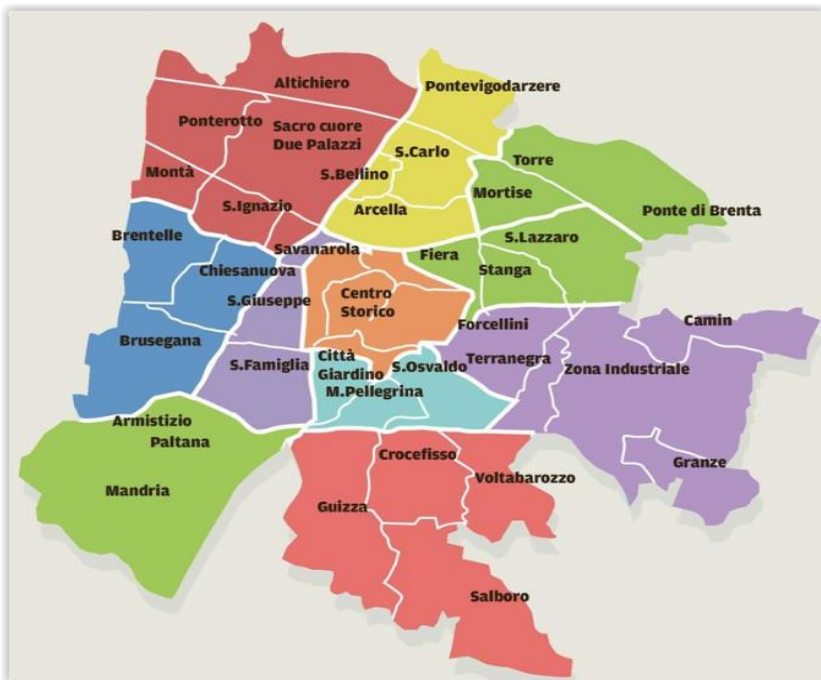 Altichiero
Pontevigodarzere
Ponterotto
Sacro cuore
Due Palazzi
S.Carlo
Torre
S.Bellino
Montà
Mortise
S.Ignazio
Arcella
Ponte di Brenta
Brentelle
S.Lazzaro
Savanarola
Fiera
Chiesanuova
Stanga
S.Giuseppe
Centro
Storico
Camin
Forcellini
Brusegana
Città
Giardino
Terranegra
S.Famiglia
S.Osvaldo
Zona Industriale
M.Pellegrina
Armistizio
Paltana
Crocefisso
Granze
Mandria
Voltabarozzo
Guizza
Salboro